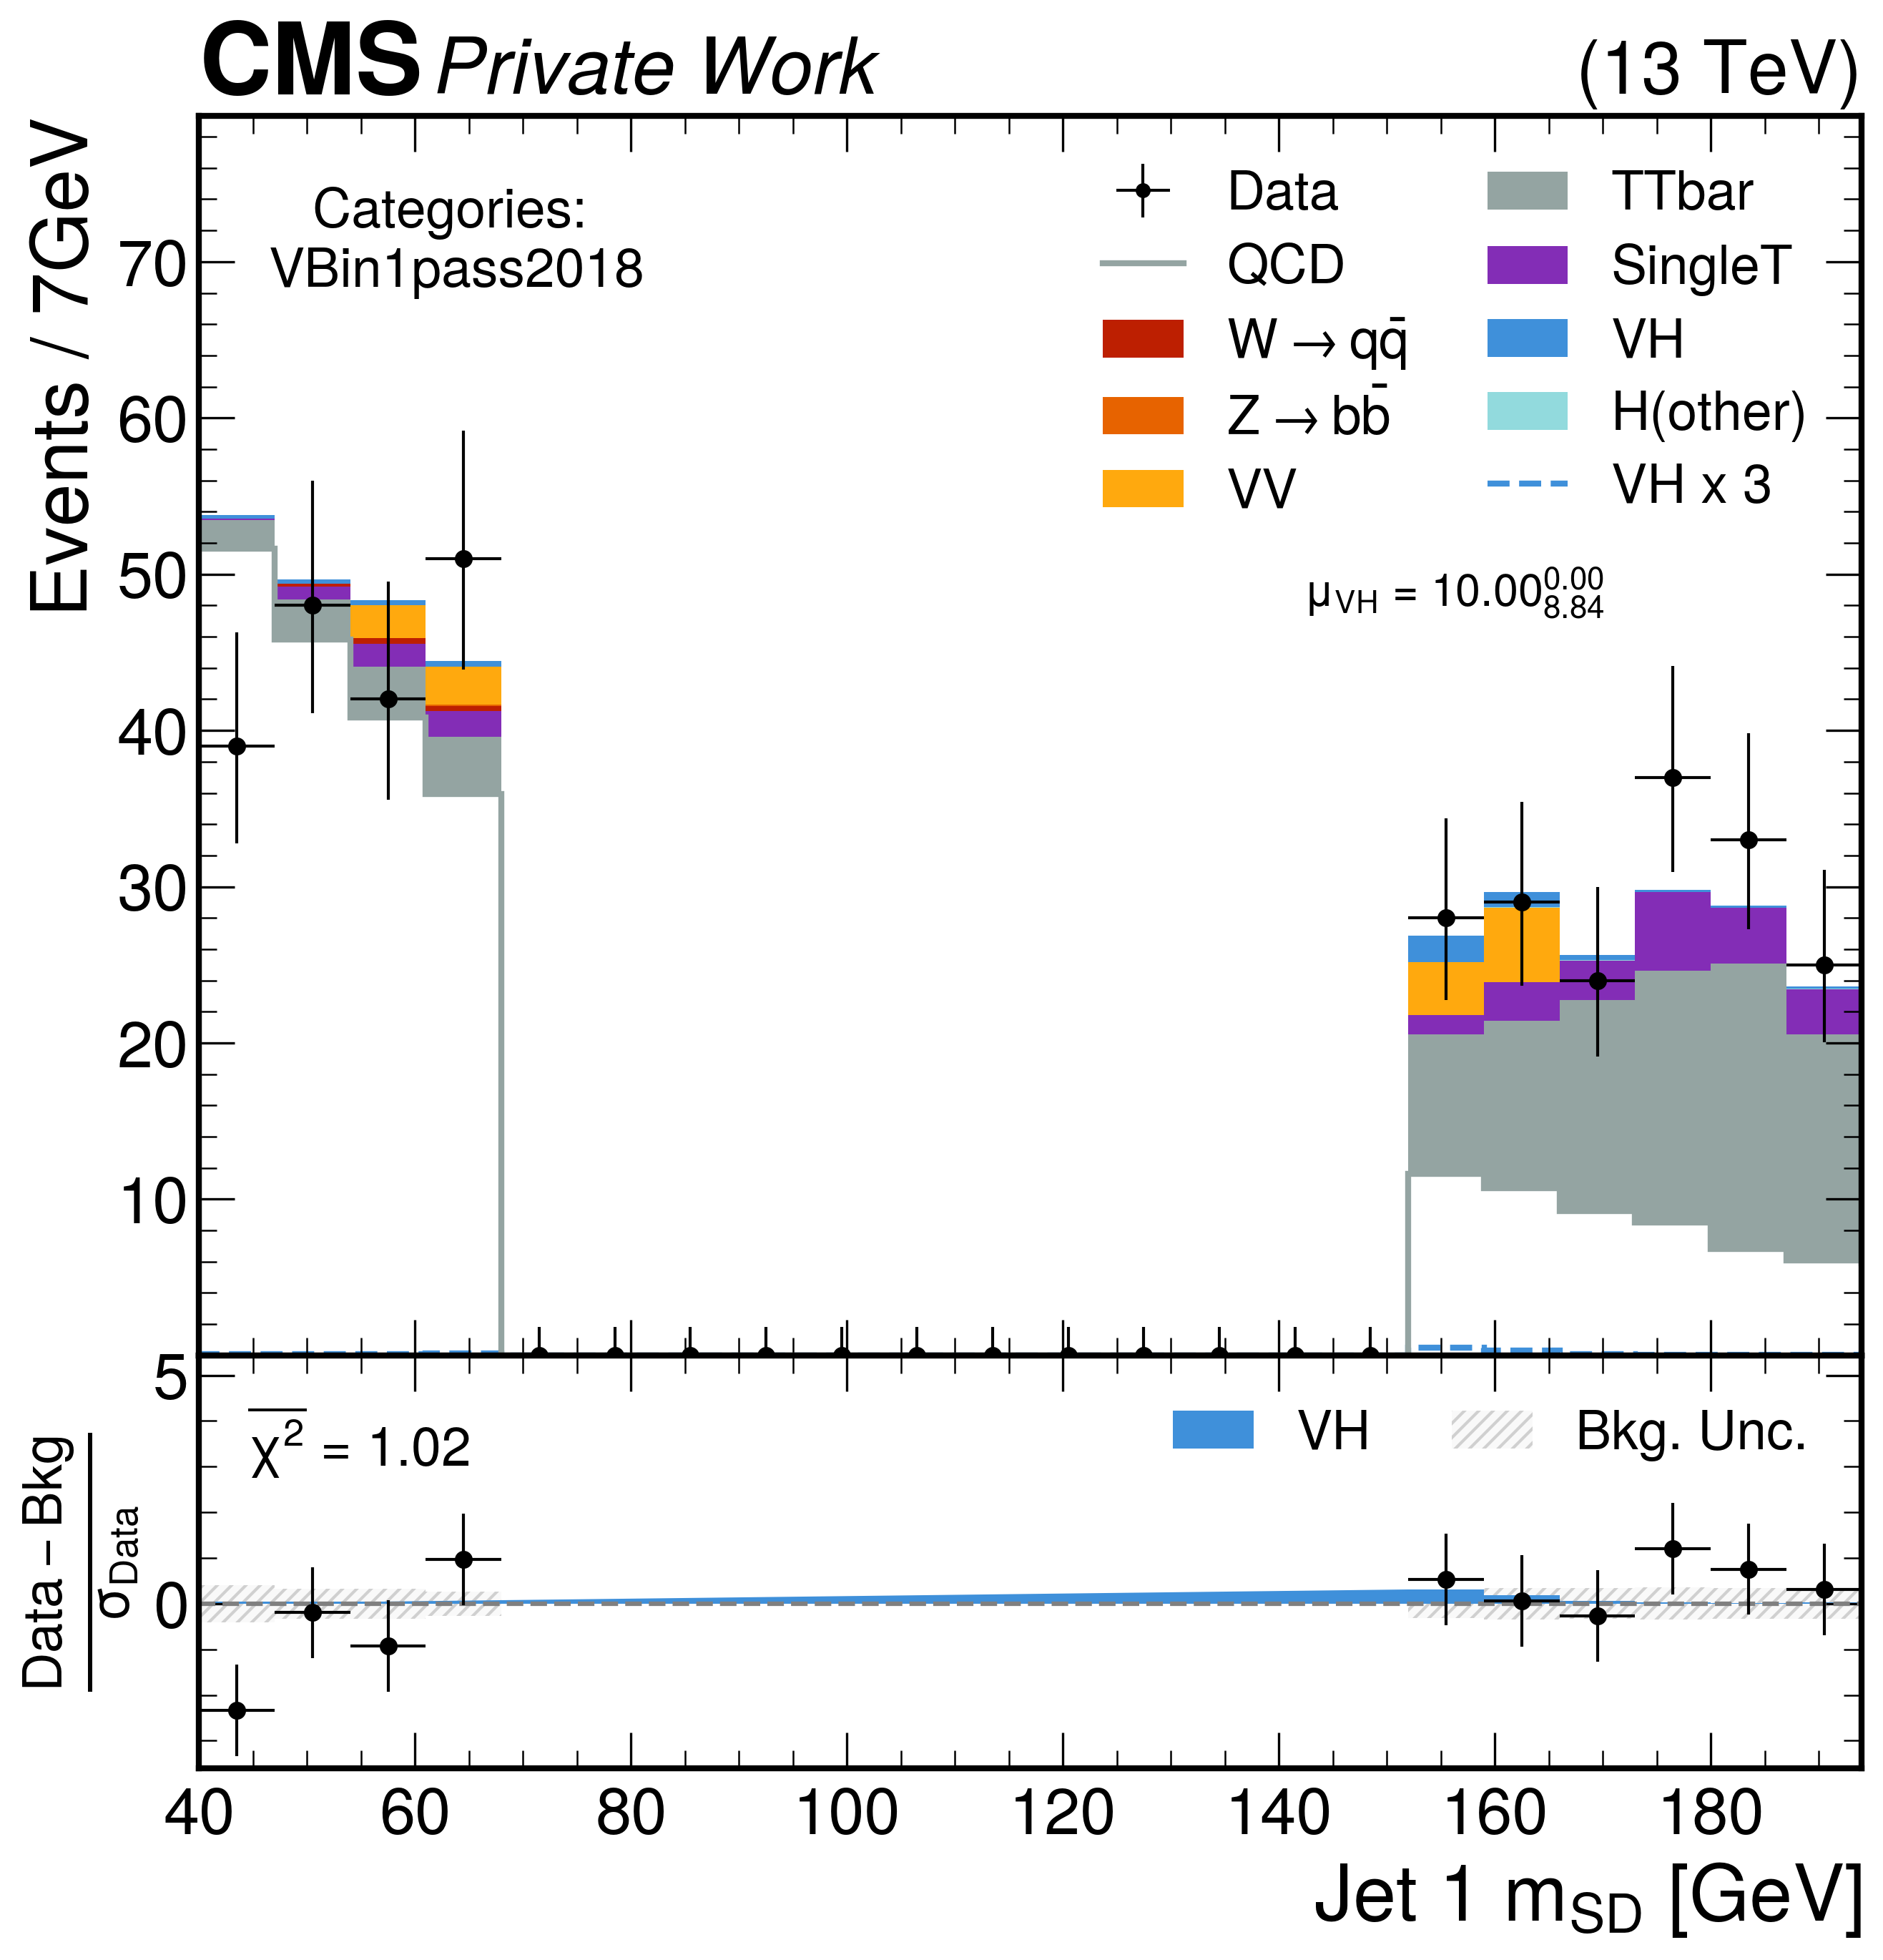 CMS Private Work (13 TeV)
Events / 7GeV
Categories:
VBin1pass2018
Data
QCD
W → qq̄
Z → bb̄
VV
TTbar
SingleT
VH
H(other)
VH x 3
μVH = 10.00 0.00 8.84
70
60
50
40
30
20
10
5
0
Data − Bkg
σData
χ² = 1.02
VH
Bkg. Unc.
40 60 80 100 120 140 160 180
Jet 1 mSD [GeV]